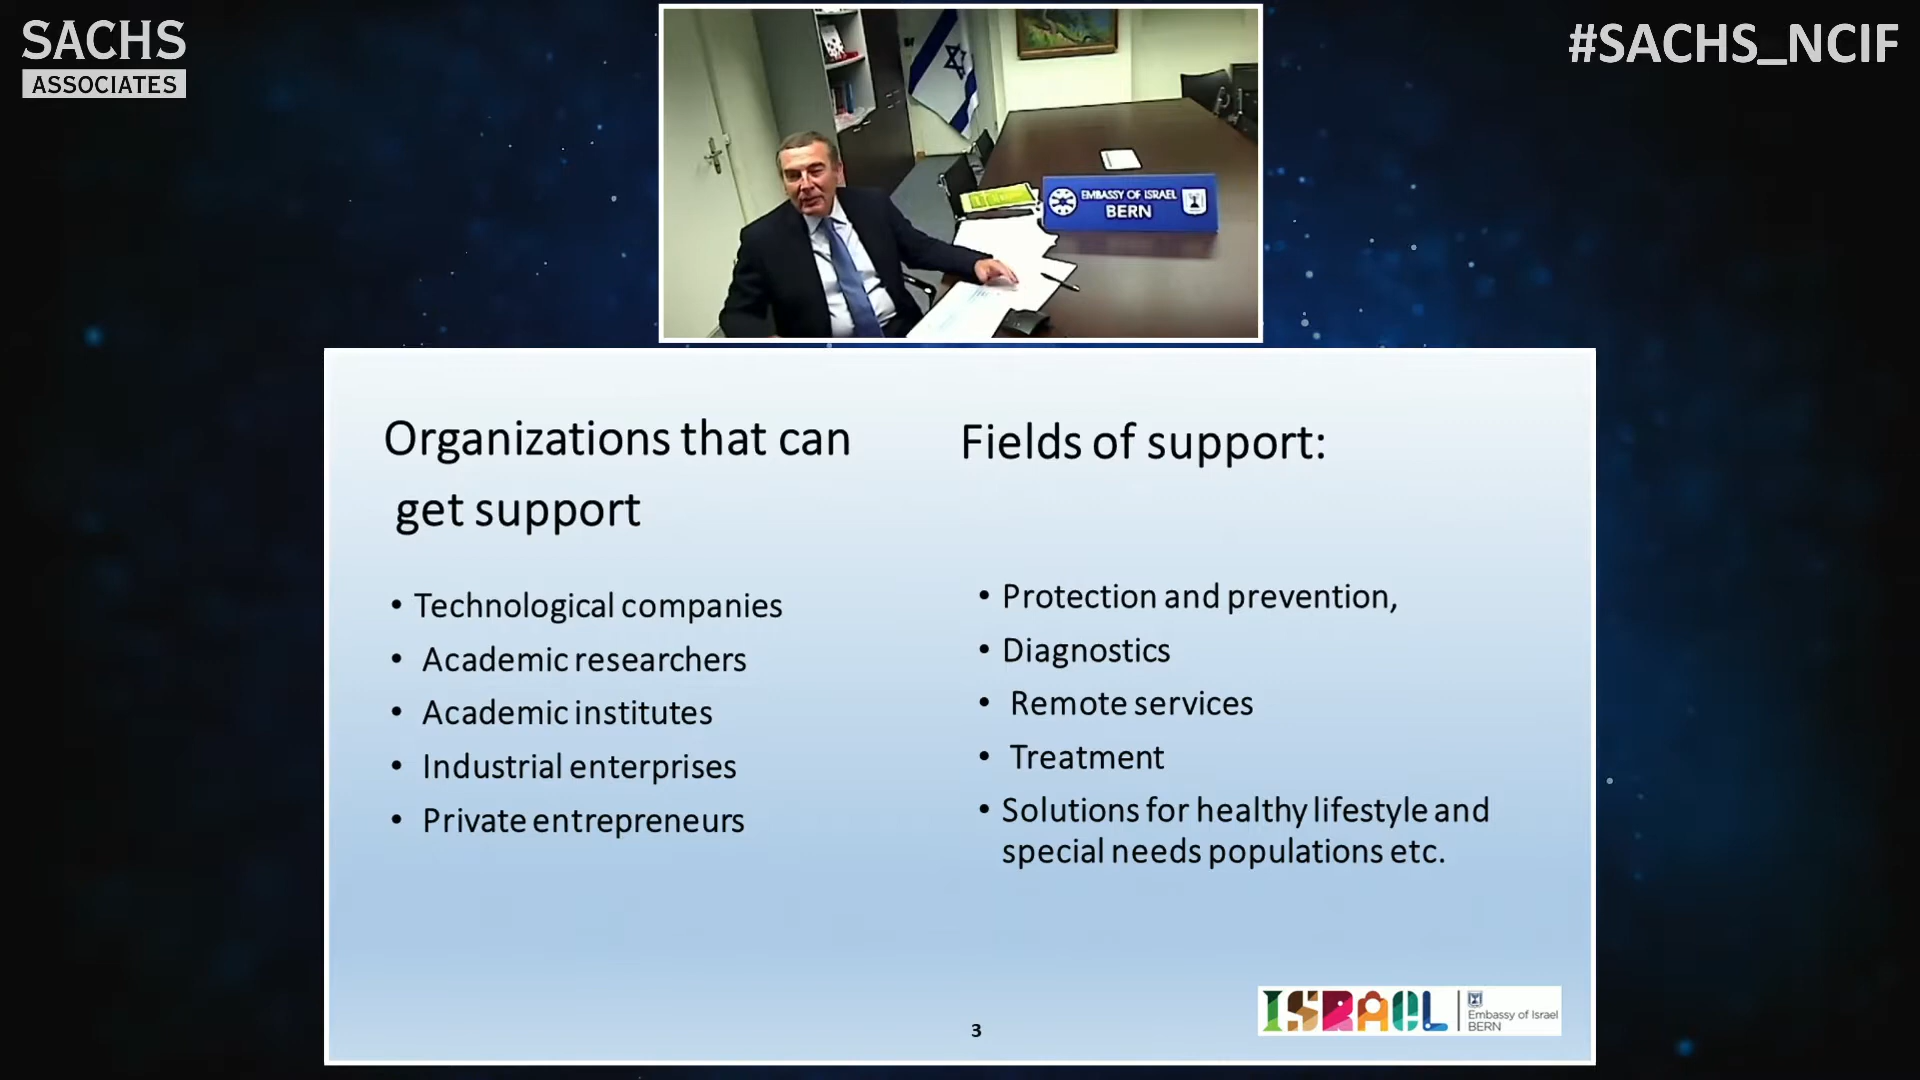 SACHS
ASSOCIATES
#SACHS_NCIF
EMBASSY OF ISRAEL
BERN
Organizations that can
get support
• Technological companies
• Academic researchers
• Academic institutes
• Industrial enterprises
• Private entrepreneurs
Fields of support:
• Protection and prevention,
• Diagnostics
• Remote services
• Treatment
• Solutions for healthy lifestyle and
special needs populations etc.
3
ISRAEL
Embassy of Israel
BERN